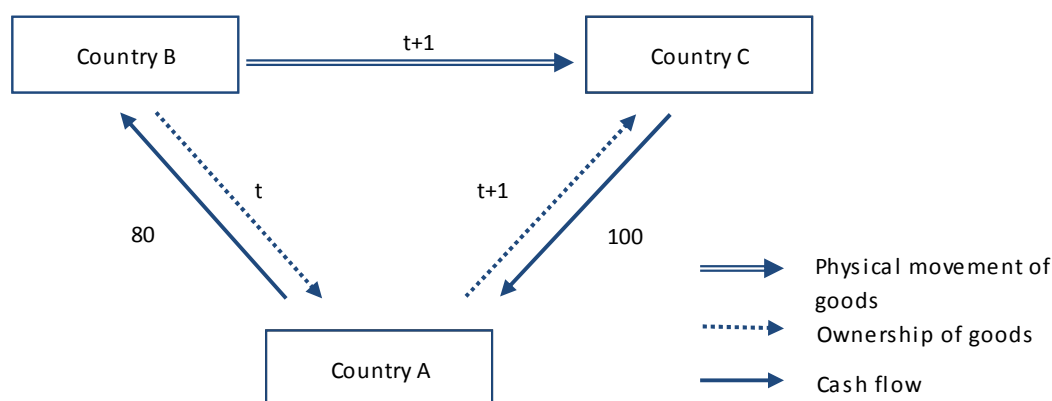 t+1
Country B
Country C
t
t+1
80
100
Physical movement of
goods
Ownership of goods
Country A
Cash flow